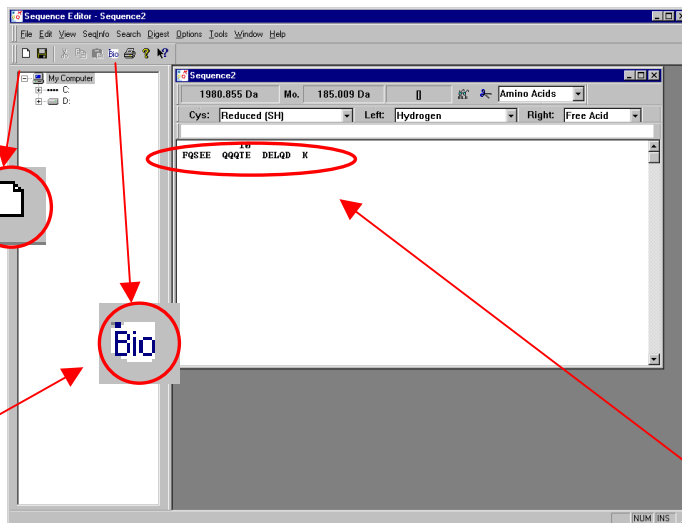 Sequence Editor - Sequence2
File Edit View SeqInfo Search Digest Options Tools Window Help
Bio
My Computer
C:
D:
Sequence2
1980.855 Da Mo. 185.009 Da [] Amino Acids
Cys: Reduced (SH) Left: Hydrogen Right: Free Acid
10
FQSEE QQQTE DELQD K
Bio
NUM INS